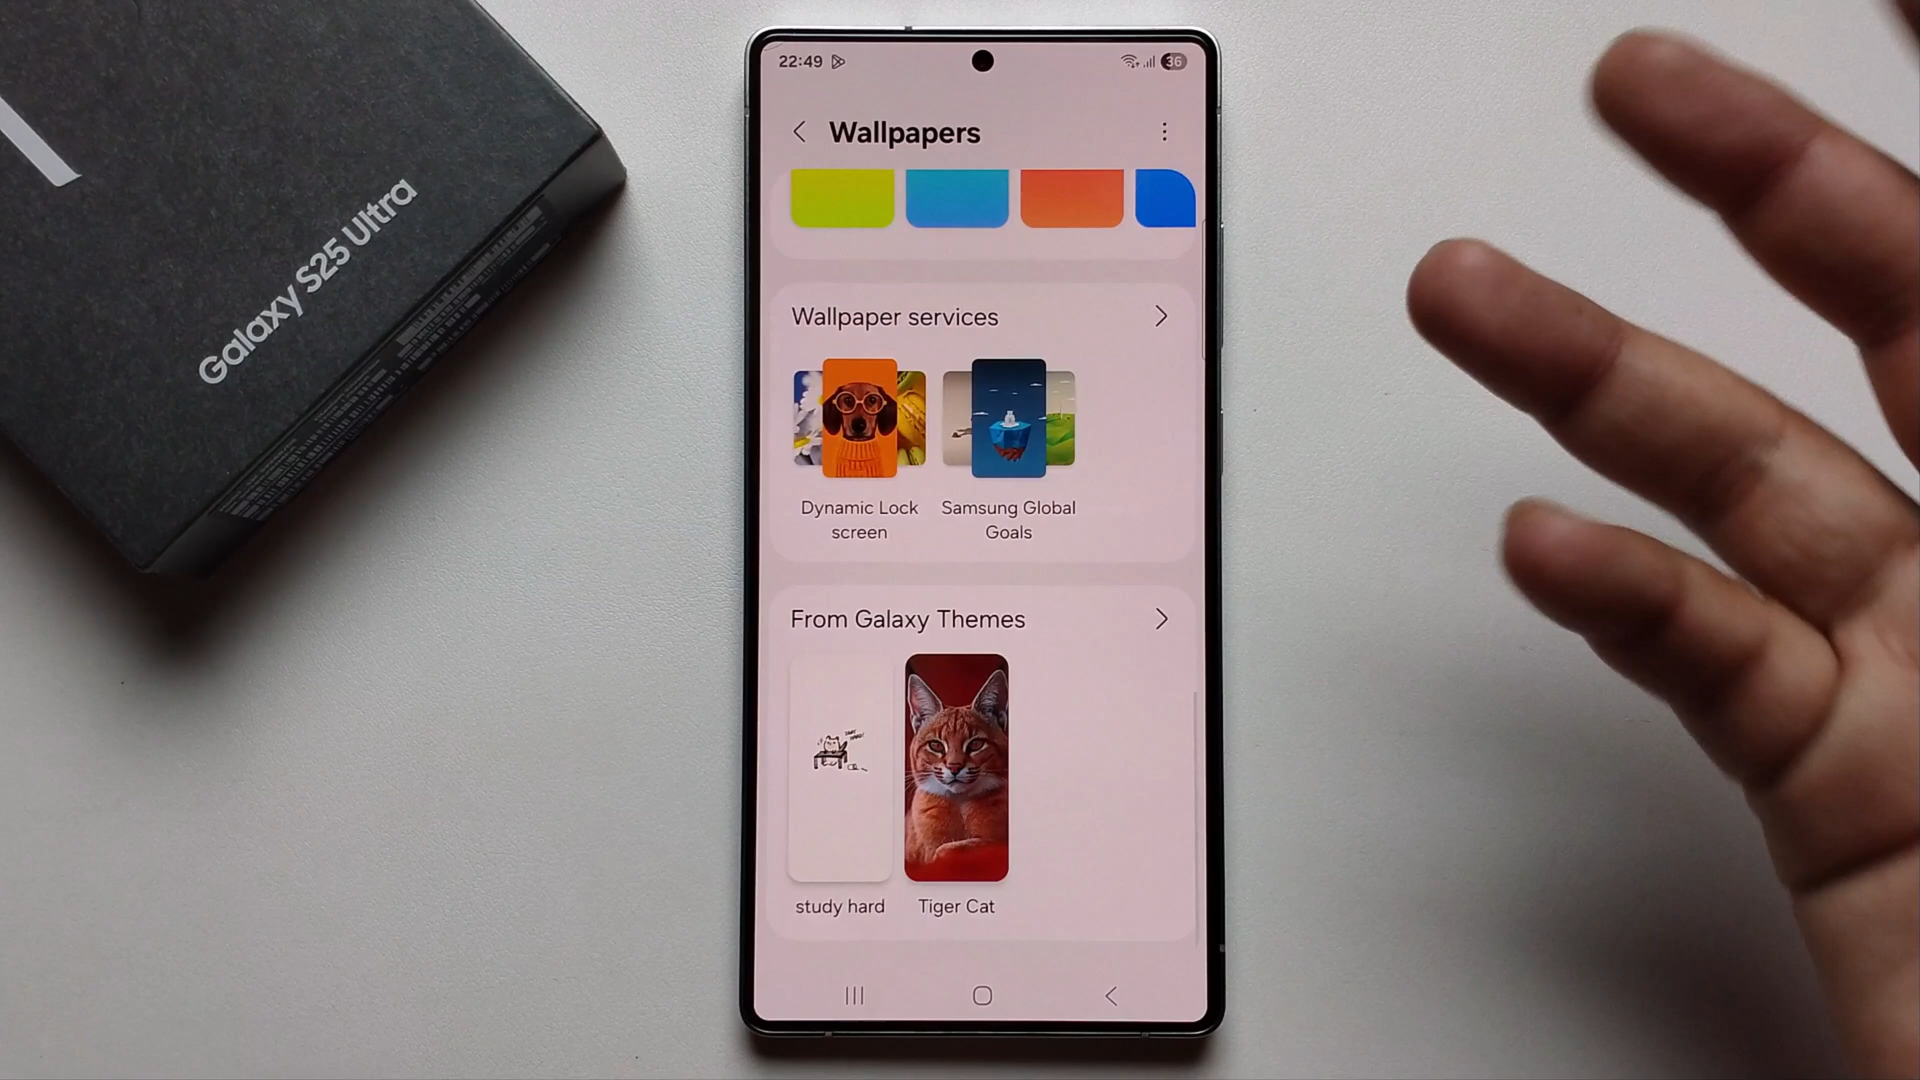 Galaxy S25 Ultra
22:49
36
Wallpapers
Wallpaper services
Dynamic Lock
screen
Samsung Global
Goals
From Galaxy Themes
study hard
Tiger Cat